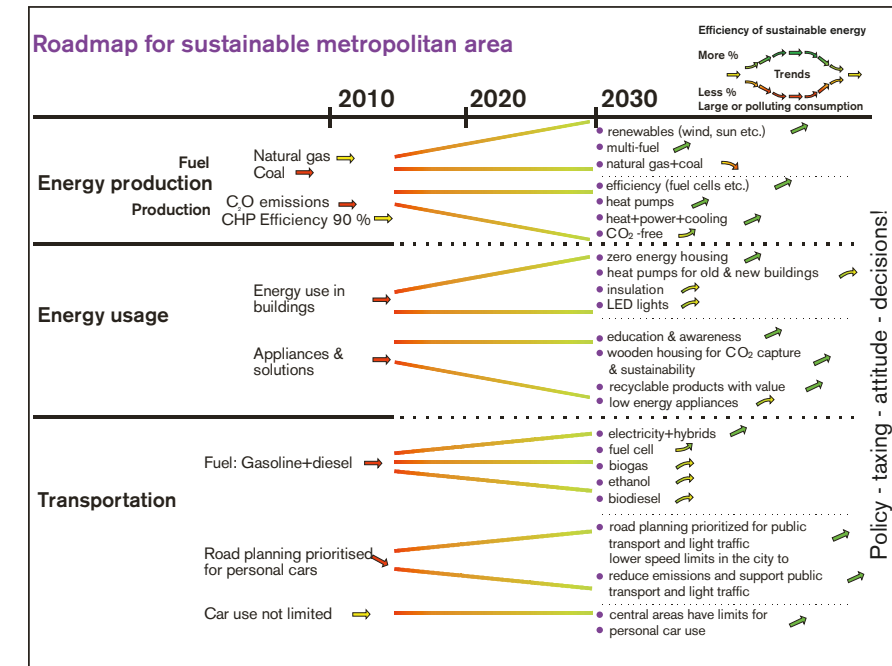 Roadmap for sustainable metropolitan area
Efficiency of sustainable energy
More %
Trends
Less %
Large or polluting consumption
2010
2020
2030
Energy production
Fuel
Natural gas
Coal
Production
C₂O emissions
CHP Efficiency 90 %
renewables (wind, sun etc.)
multi-fuel
natural gas+coal
efficiency (fuel cells etc.)
heat pumps
heat+power+cooling
CO₂ -free
Energy usage
Energy use in
buildings
Appliances &
solutions
zero energy housing
heat pumps for old & new buildings
insulation
LED lights
education & awareness
wooden housing for CO₂ capture
& sustainability
recyclable products with value
low energy appliances
Transportation
Fuel: Gasoline+diesel
electricity+hybrids
fuel cell
biogas
ethanol
biodiesel
Road planning prioritised
for personal cars
road planning prioritized for public
transport and light traffic
lower speed limits in the city to
reduce emissions and support public
transport and light traffic
Car use not limited
central areas have limits for
personal car use
Policy - taxing - attitude - decisions!